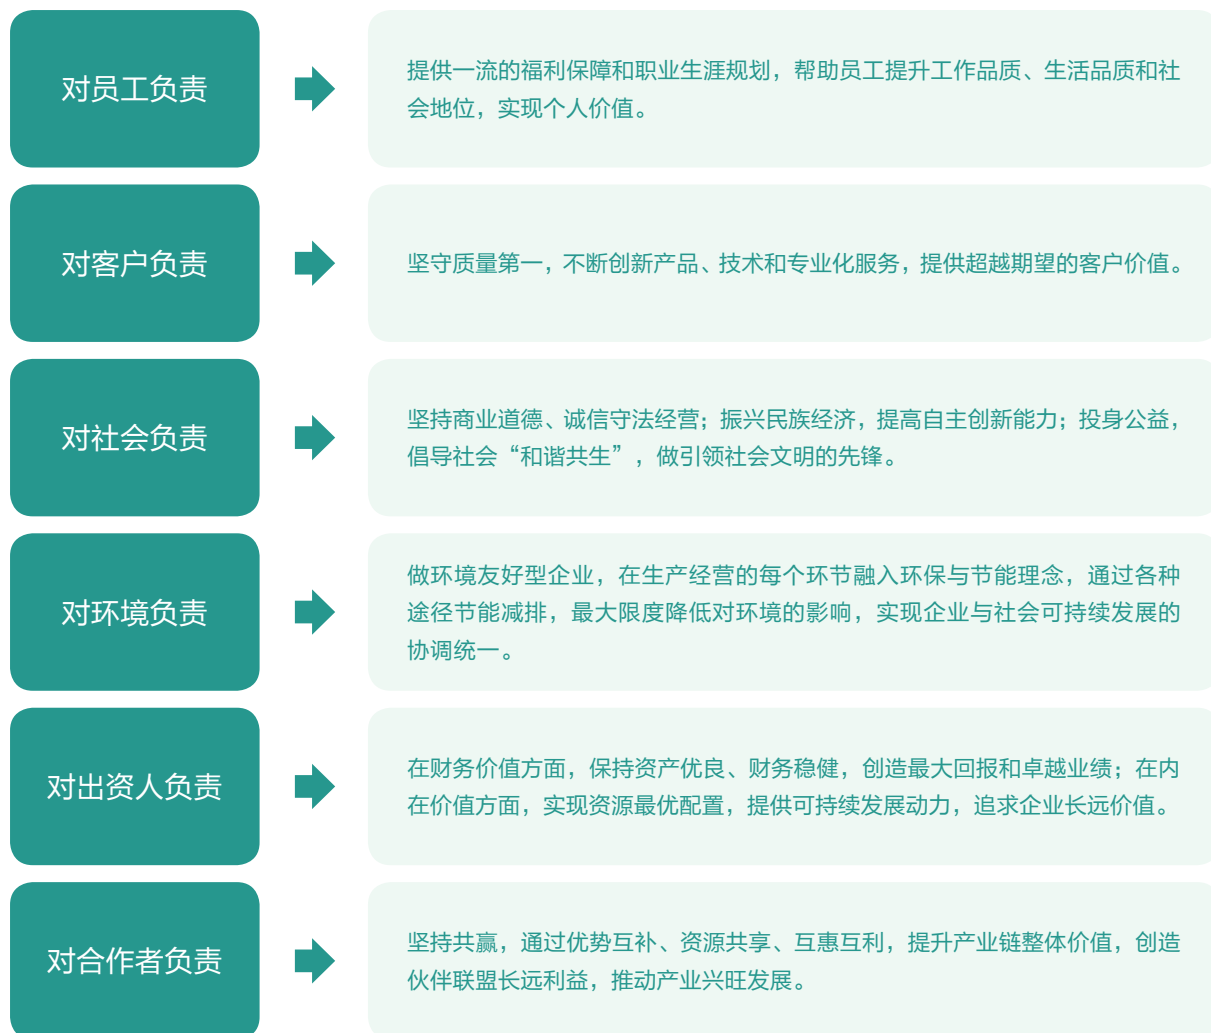 对员工负责
提供一流的福利保障和职业生涯规划，帮助员工提升工作品质、生活品质和社
会地位，实现个人价值。
对客户负责
坚守质量第一，不断创新产品、技术和专业化服务，提供超越期望的客户价值。
对社会负责
坚持商业道德、诚信守法经营；振兴民族经济，提高自主创新能力；投身公益，
倡导社会“和谐共生”，做引领社会文明的先锋。
对环境负责
做环境友好型企业，在生产经营的每个环节融入环保与节能理念，通过各种
途径节能减排，最大限度降低对环境的影响，实现企业与社会可持续发展的
协调统一。
对出资人负责
在财务价值方面，保持资产优良、财务稳健，创造最大回报和卓越业绩；在内
在价值方面，实现资源最优配置，提供可持续发展动力，追求企业长远价值。
对合作者负责
坚持共赢，通过优势互补、资源共享、互惠互利，提升产业链整体价值，创造
伙伴联盟长远利益，推动产业兴旺发展。